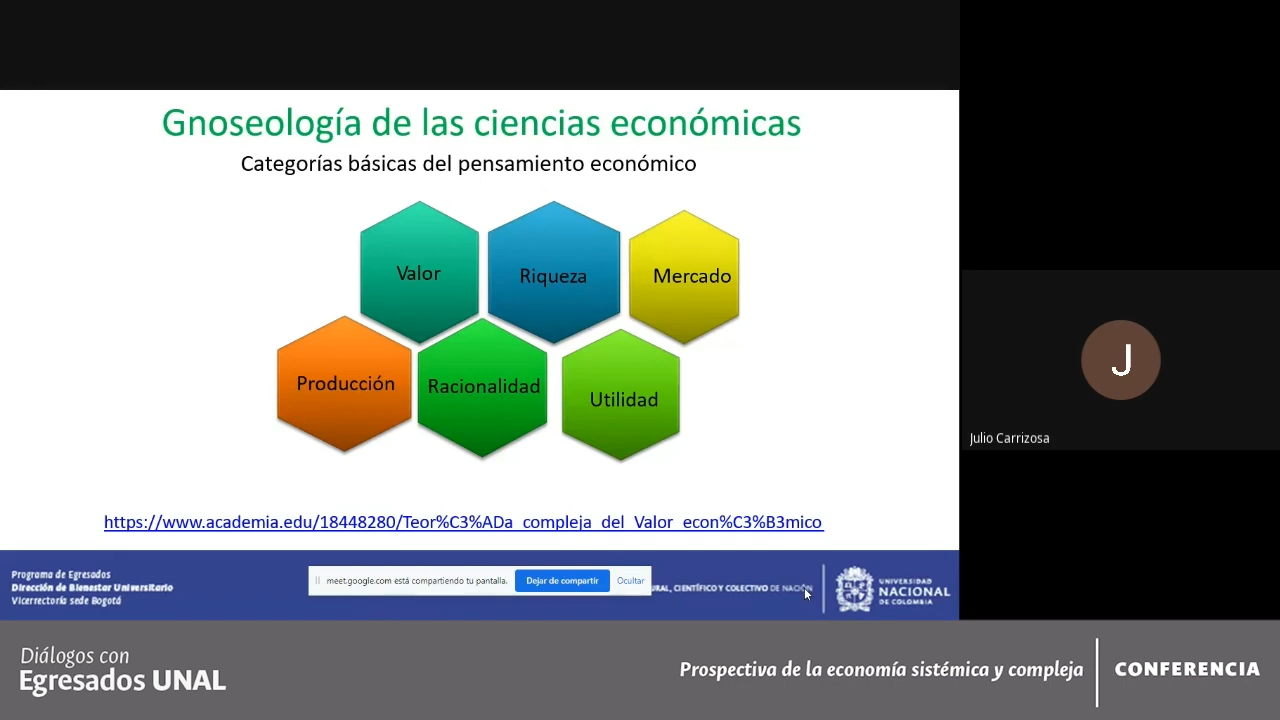 Gnoseología de las ciencias económicas
Categorías básicas del pensamiento económico
Valor
Riqueza
Mercado
Producción
Racionalidad
Utilidad
https://www.academia.edu/18448280/Teor%C3%ADa_compleja_del_Valor_econ%C3%B3mico
J
Julio Carrizosa
Programa de Egresados
Dirección de Bienestar Universitario
Vicerrectoría sede Bogotá
meet.google.com está compartiendo tu pantalla.
Dejar de compartir
Ocultar
CIENTÍFICO Y COLECTIVO DE NACIÓN
UNIVERSIDAD
NACIONAL
DE COLOMBIA
Diálogos con
Egresados UNAL
Prospectiva de la economía sistémica y compleja
CONFERENCIA